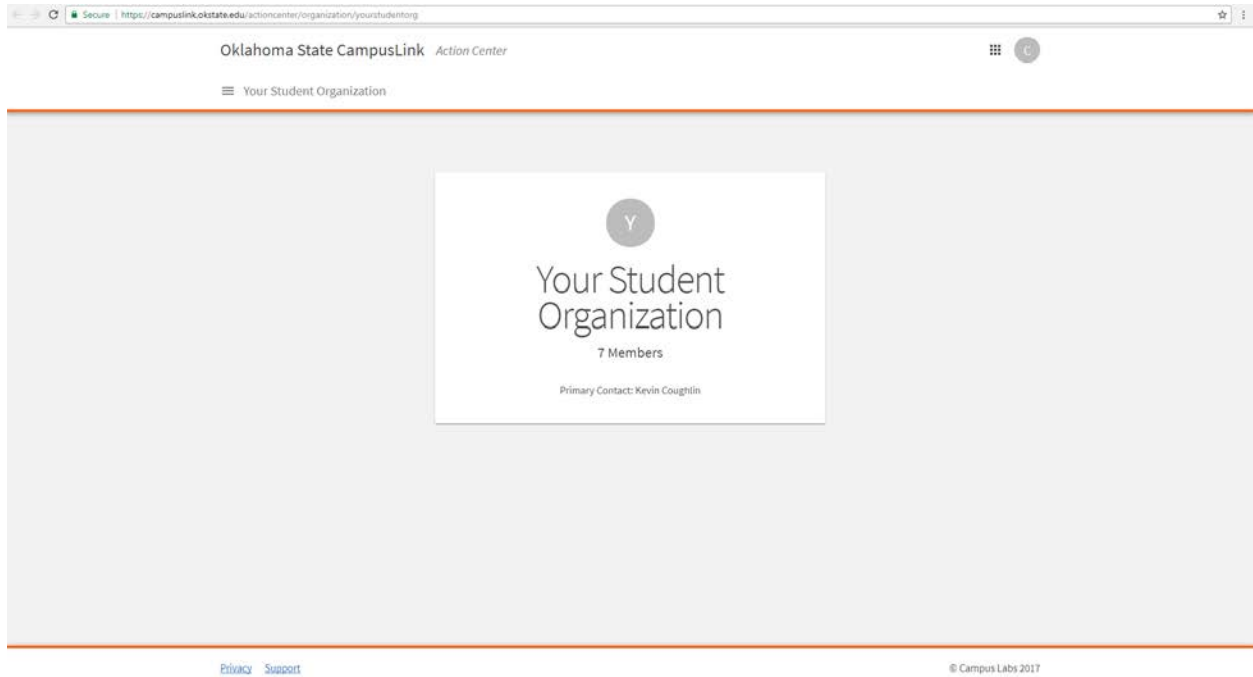 Secure | https://campuslink.okstate.edu/actioncenter/organization/yourstudentorg
Oklahoma State CampusLink Action Center
C
Your Student Organization
Y
Your Student
Organization
7 Members
Primary Contact: Kevin Coughlin
Privacy Support
© Campus Labs 2017